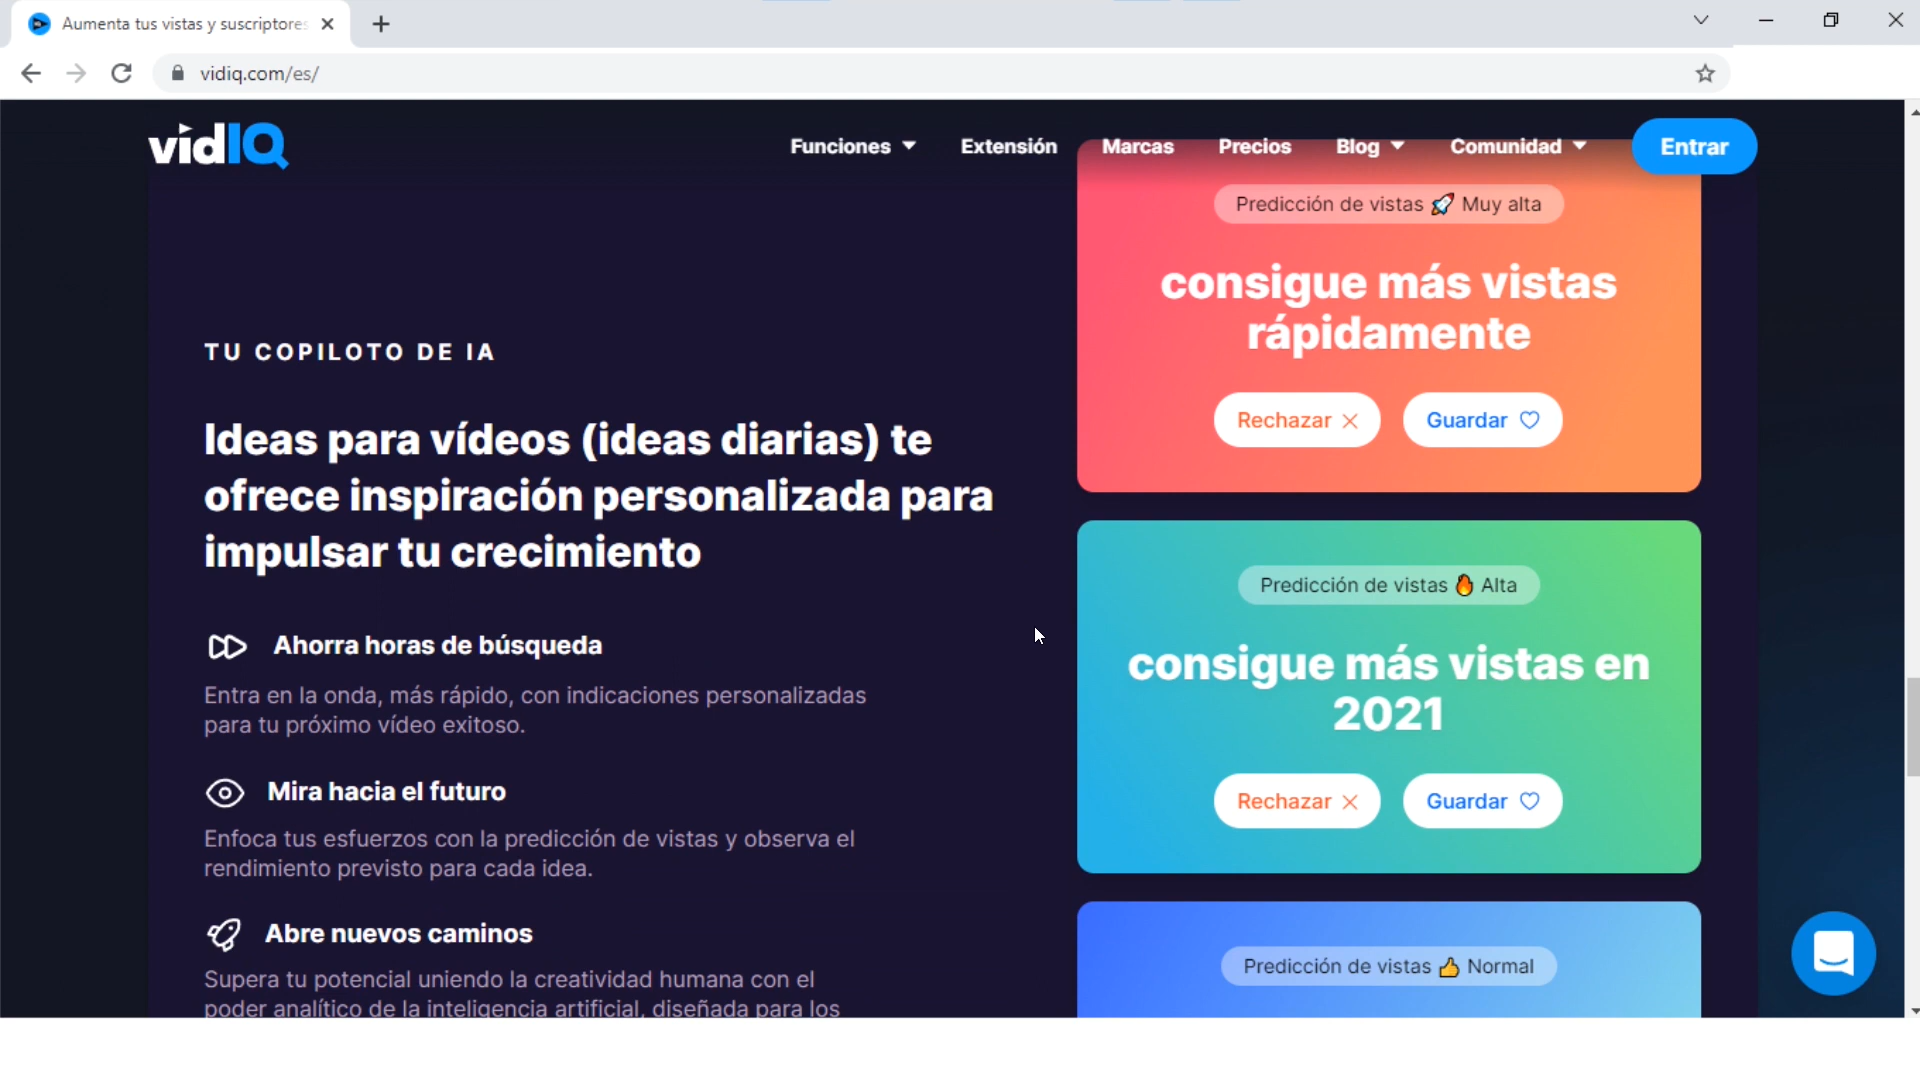 Aumenta tus vistas y suscriptores
vidiq.com/es/
vidIQ
Funciones
Extensión
Marcas
Precios
Blog
Comunidad
Entrar
TU COPILOTO DE IA
Ideas para vídeos (ideas diarias) te
ofrece inspiración personalizada para
impulsar tu crecimiento
Ahorra horas de búsqueda
Entra en la onda, más rápido, con indicaciones personalizadas
para tu próximo vídeo exitoso.
Mira hacia el futuro
Enfoca tus esfuerzos con la predicción de vistas y observa el
rendimiento previsto para cada idea.
Abre nuevos caminos
Supera tu potencial uniendo la creatividad humana con el
poder analítico de la inteligencia artificial, diseñada para los
Predicción de vistas 🚀 Muy alta
consigue más vistas
rápidamente
Rechazar
Guardar
Predicción de vistas 🔥 Alta
consigue más vistas en
2021
Rechazar
Guardar
Predicción de vistas 👍 Normal